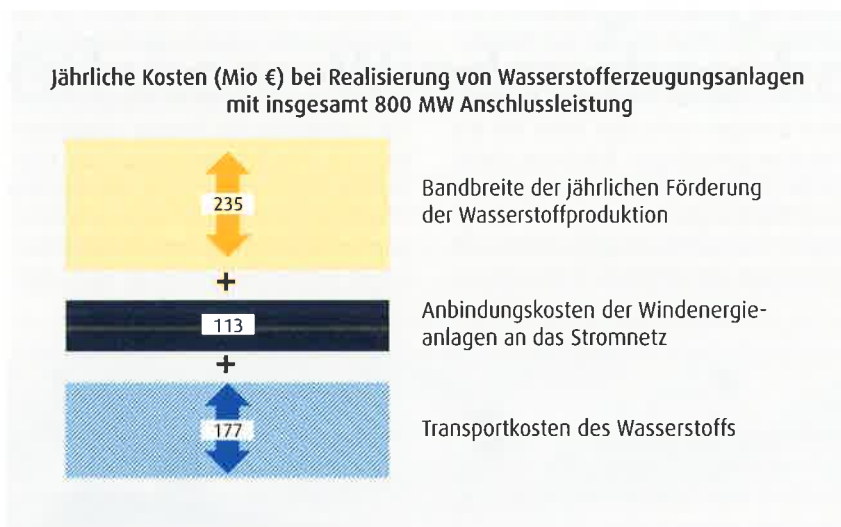 Jährliche Kosten (Mio €) bei Realisierung von Wasserstofferzeugungsanlagen
mit insgesamt 800 MW Anschlussleistung
235
Bandbreite der jährlichen Förderung
der Wasserstoffproduktion
+
113
Anbindungskosten der Windenergie-
anlagen an das Stromnetz
+
177
Transportkosten des Wasserstoffs